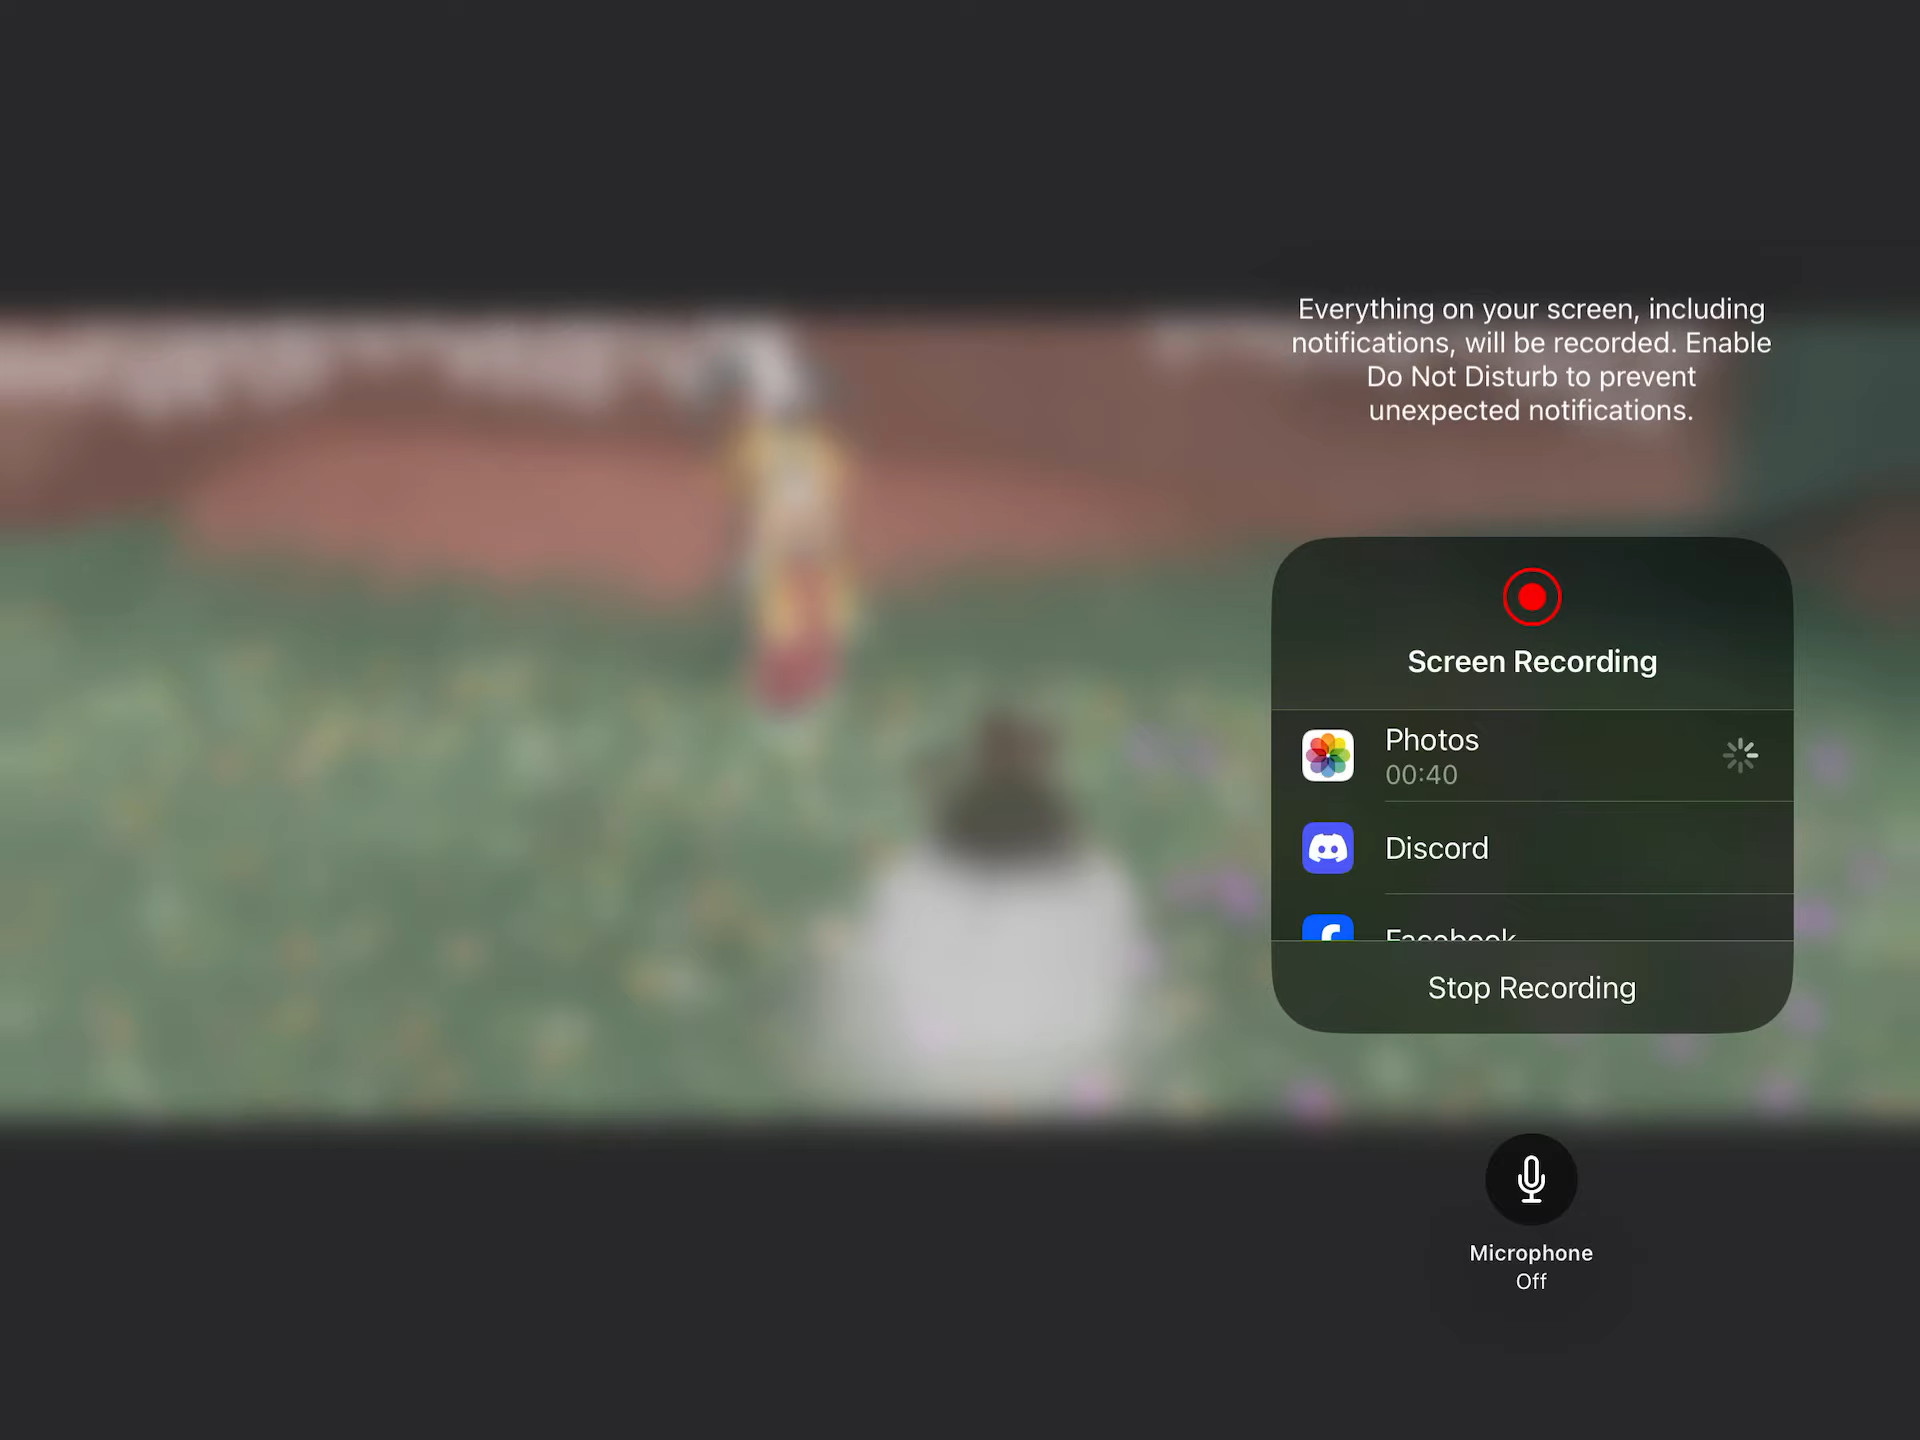 Everything on your screen, including
notifications, will be recorded. Enable
Do Not Disturb to prevent
unexpected notifications.
Screen Recording
Photos
00:40
Discord
Facebook
Stop Recording
Microphone
Off